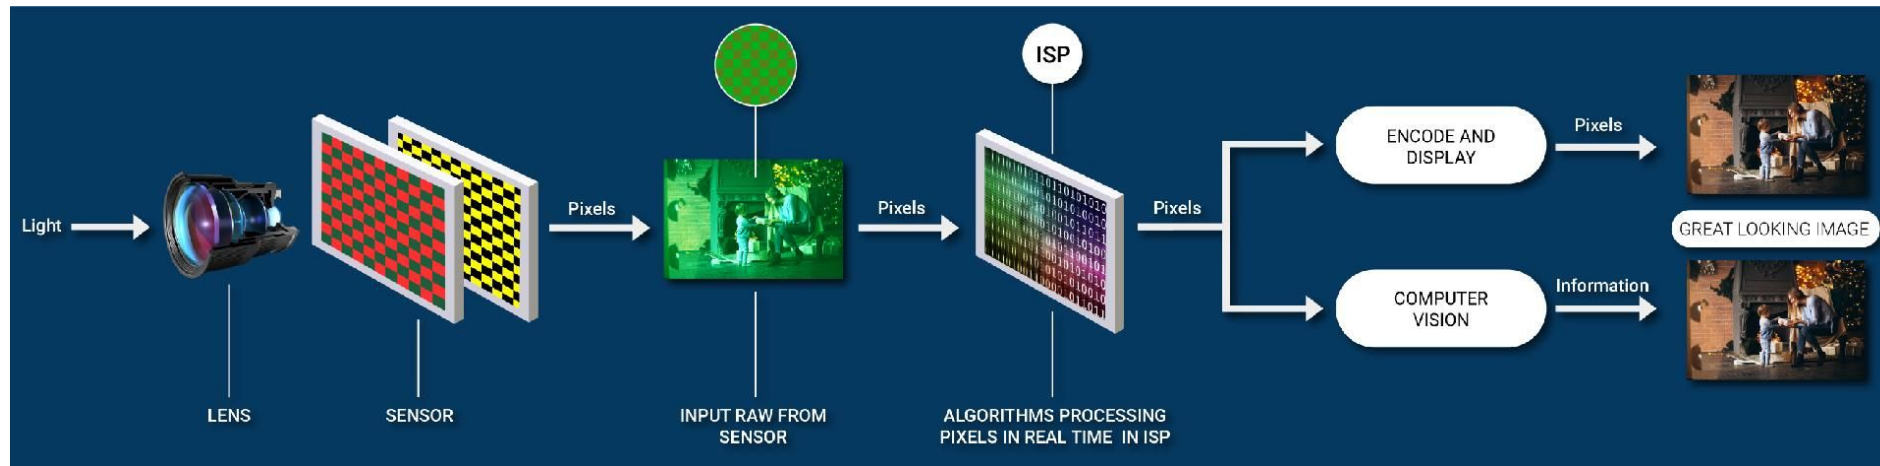 ISP
Light
Pixels
Pixels
Pixels
ENCODE AND
DISPLAY
Pixels
GREAT LOOKING IMAGE
COMPUTER
VISION
Information
LENS
SENSOR
INPUT RAW FROM
SENSOR
ALGORITHMS PROCESSING
PIXELS IN REAL TIME IN ISP